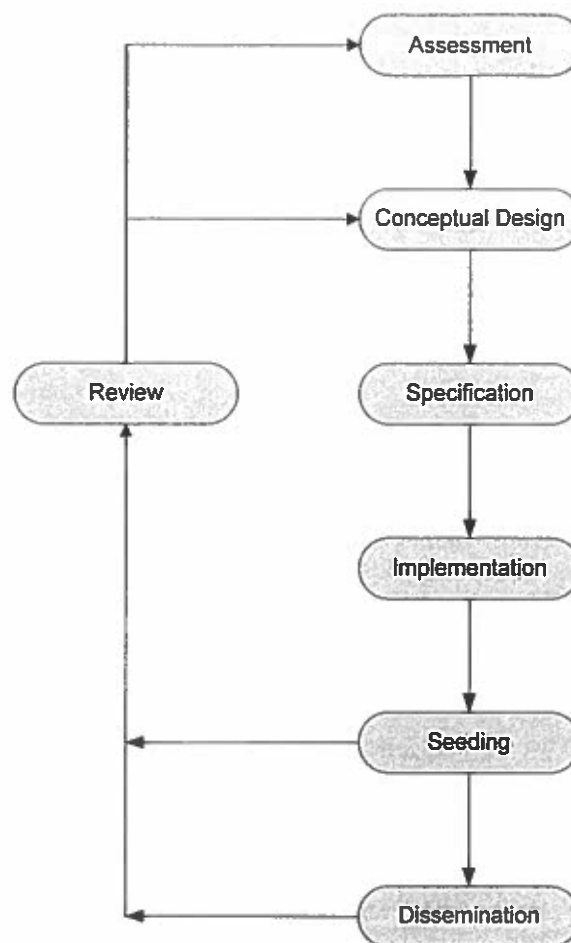 Assessment
Conceptual Design
Review
Specification
Implementation
Seeding
Dissemination